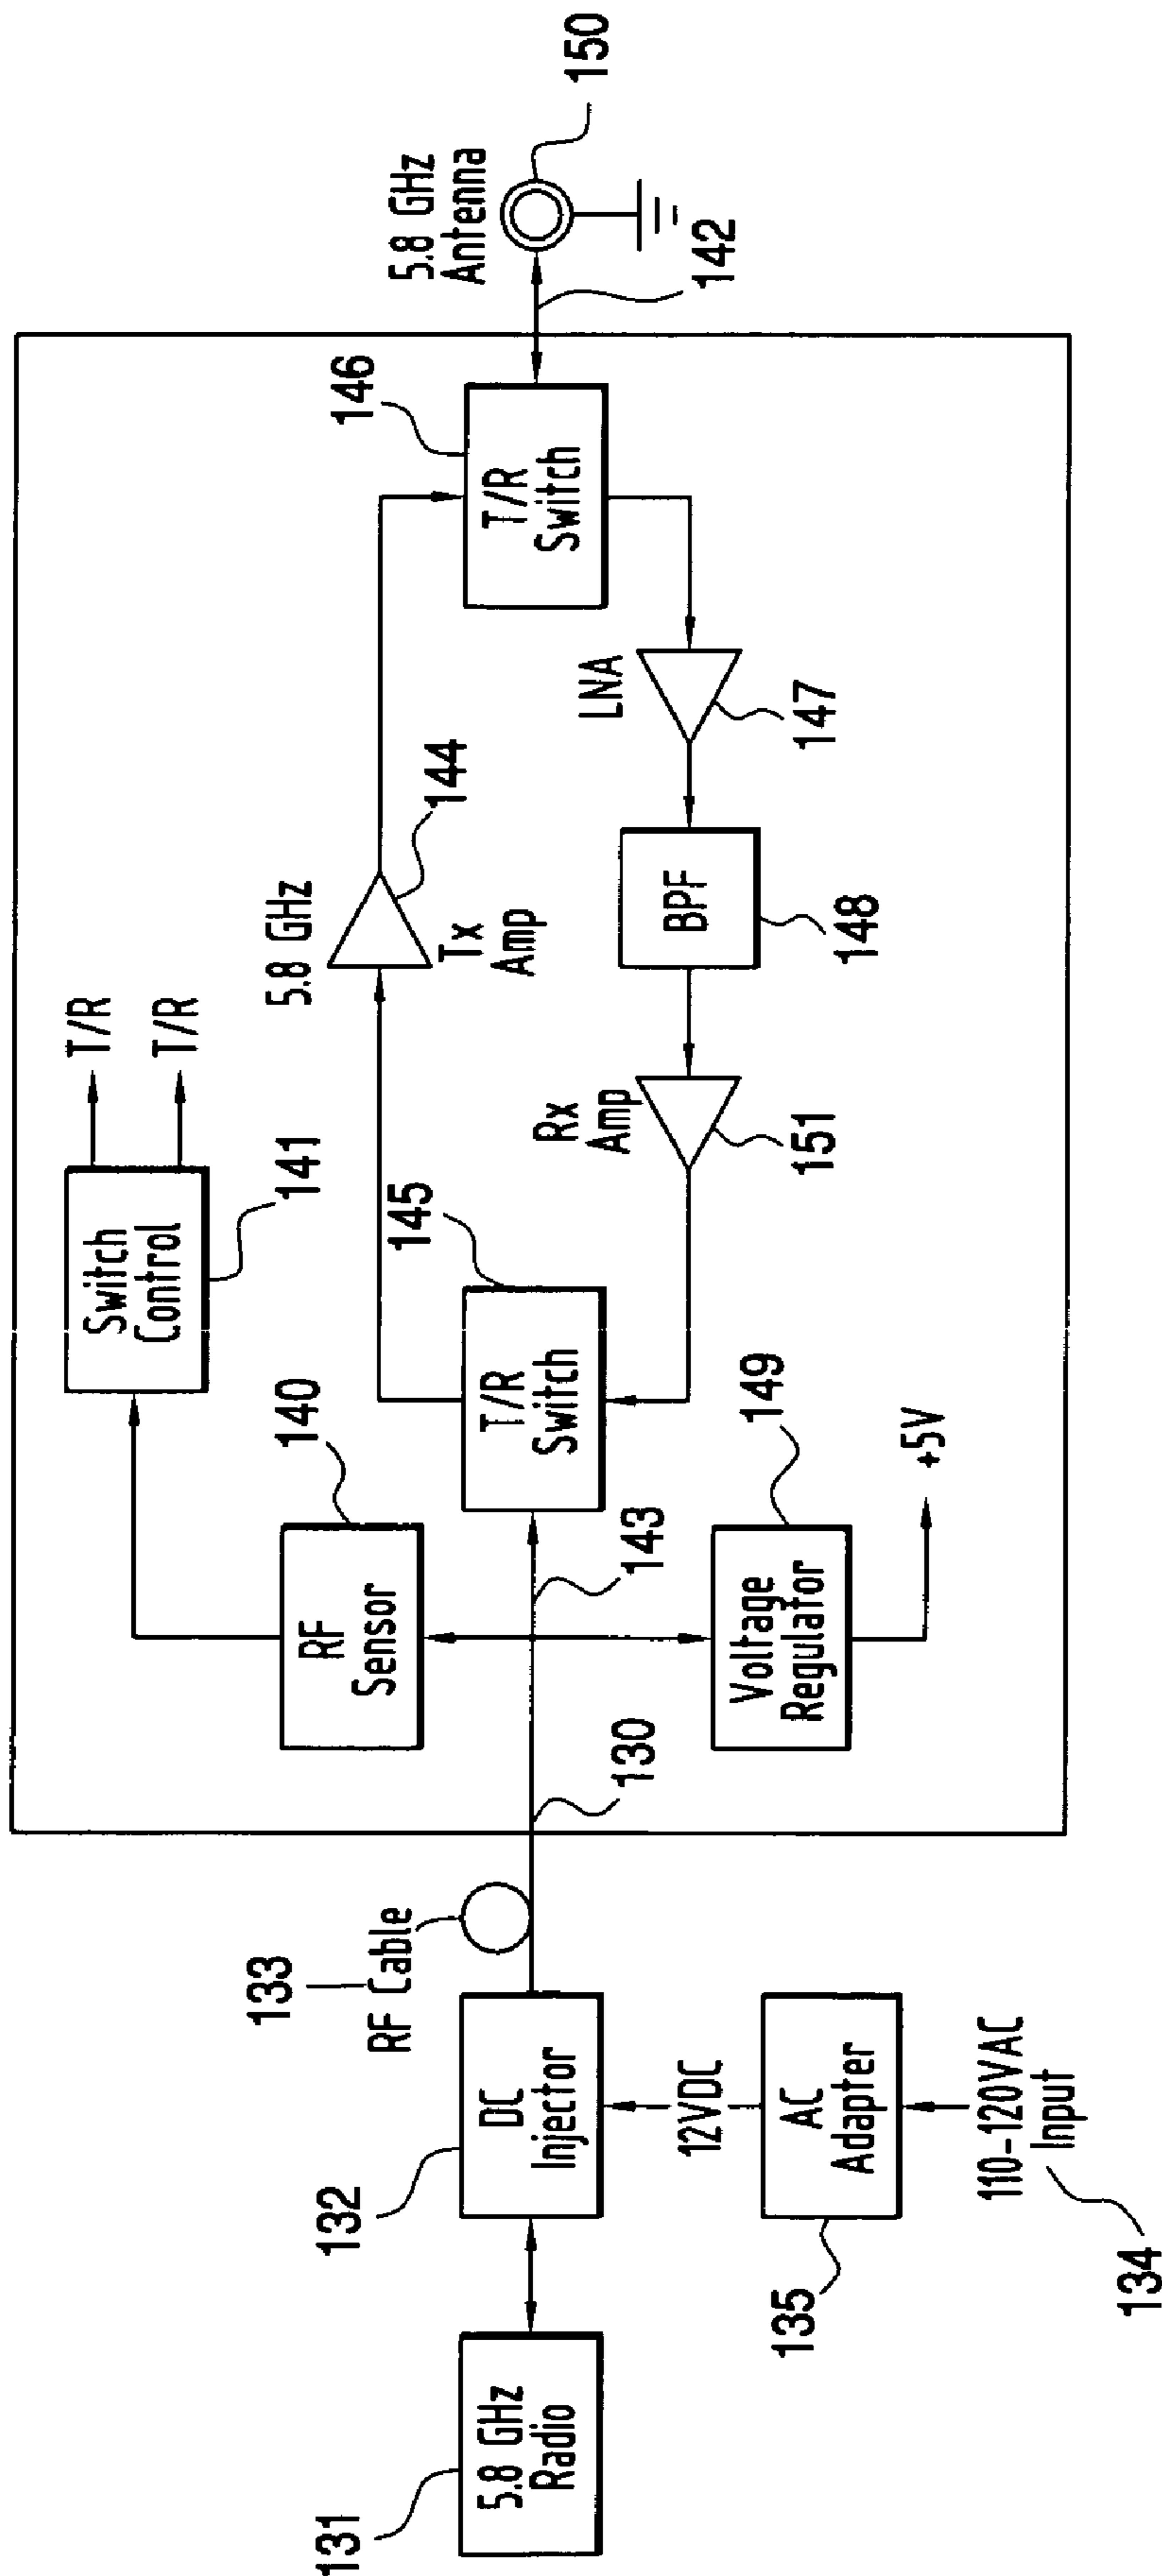 131
5.8 GHz
Radio
132
DC
Injector
133
RF Cable
12VDC
135
AC
Adapter
110-120VAC
Input
134
130
140
RF
Sensor
141
Switch
Control
T/R
T/R
143
145
T/R
Switch
149
Voltage
Regulator
+5V
5.8 GHz
144
Tx
Amp
Rx
Amp
151
BPF
148
LNA
147
146
T/R
Switch
5.8 GHz
Antenna
142
150